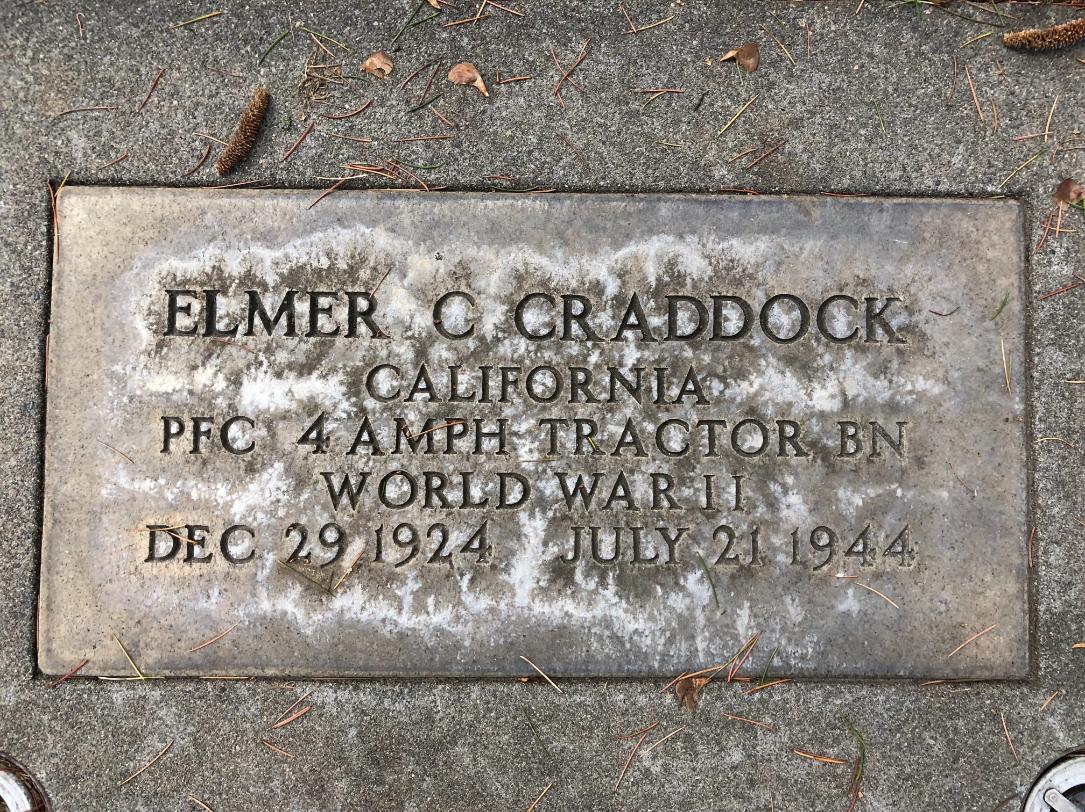 ELMER C CRADDOCK
CALIFORNIA
PFC 4 AMPH TRACTOR BN
WORLD WAR II
DEC 29 1924 JULY 21 1944